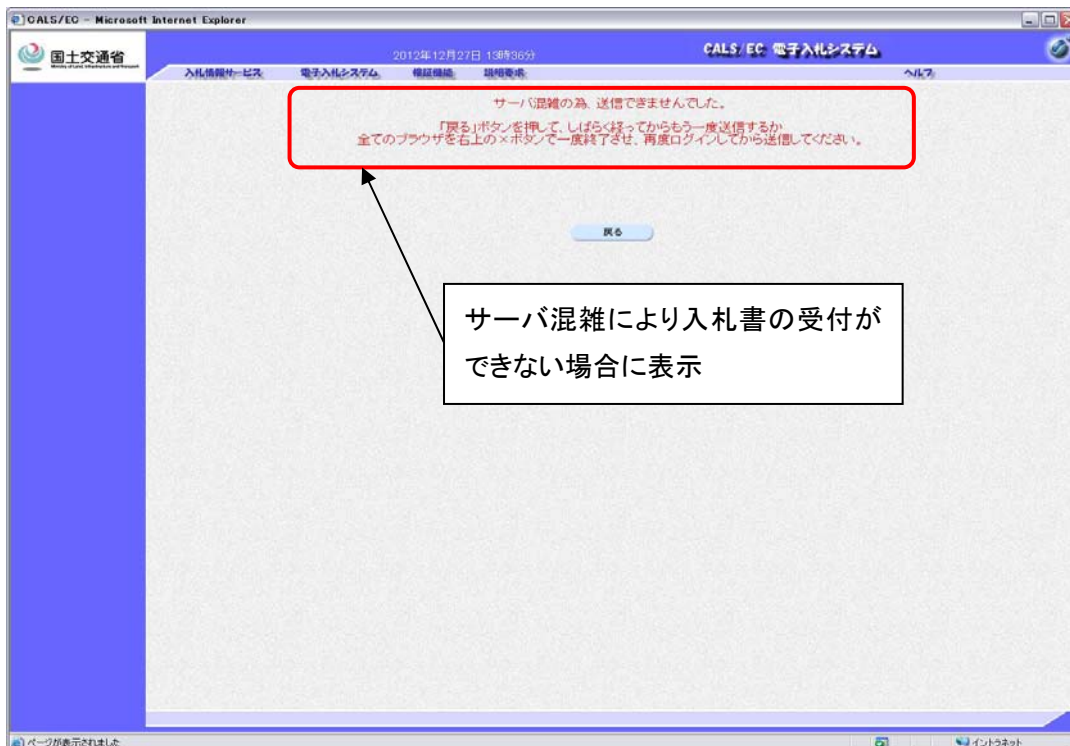 CALS/EC - Microsoft Internet Explorer
国土交通省
2012年12月27日 13時36分
CALS/EC 電子入札システム
入札情報サービス 電子入札システム 検証機能 説明要求 ヘルプ
サーバ混雑の為、送信できませんでした。
「戻る」ボタンを押して、しばらく経ってからもう一度送信するか
全てのブラウザを右上の×ボタンで一度終了させ、再度ログインしてから送信してください。
戻る
サーバ混雑により入札書の受付が
できない場合に表示
ページが表示されました
イントラネット